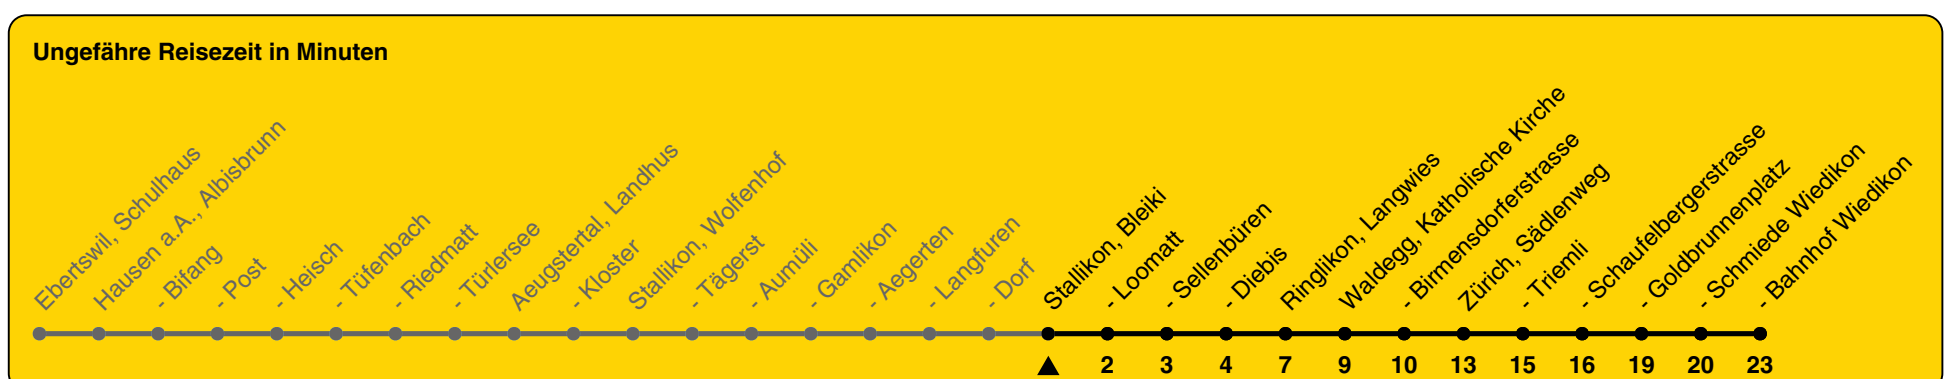 Ungefähre Reisezeit in Minuten
Ebertswil, Schulhaus
Hausen a.A., Albisbrunn
- Bifang
- Post
- Heisch
- Tüfenbach
- Riedmatt
- Türlersee
Aeugstertal, Landhus
- Kloster
Stallikon, Wolfenhof
- Tägerst
- Aumüli
- Gamlikon
- Aegerten
- Langfuren
- Dorf
Stallikon, Bleiki
- Loomatt
- Sellenbüren
- Diebis
Ringlikon, Langwies
Waldegg, Katholische Kirche
- Birmensdorferstrasse
Zürich, Sädlenweg
- Triemli
- Schaufelbergerstrasse
- Goldbrunnenplatz
- Schmiede Wiedikon
- Bahnhof Wiedikon
2 3 4 7 9 10 13 15 16 19 20 23